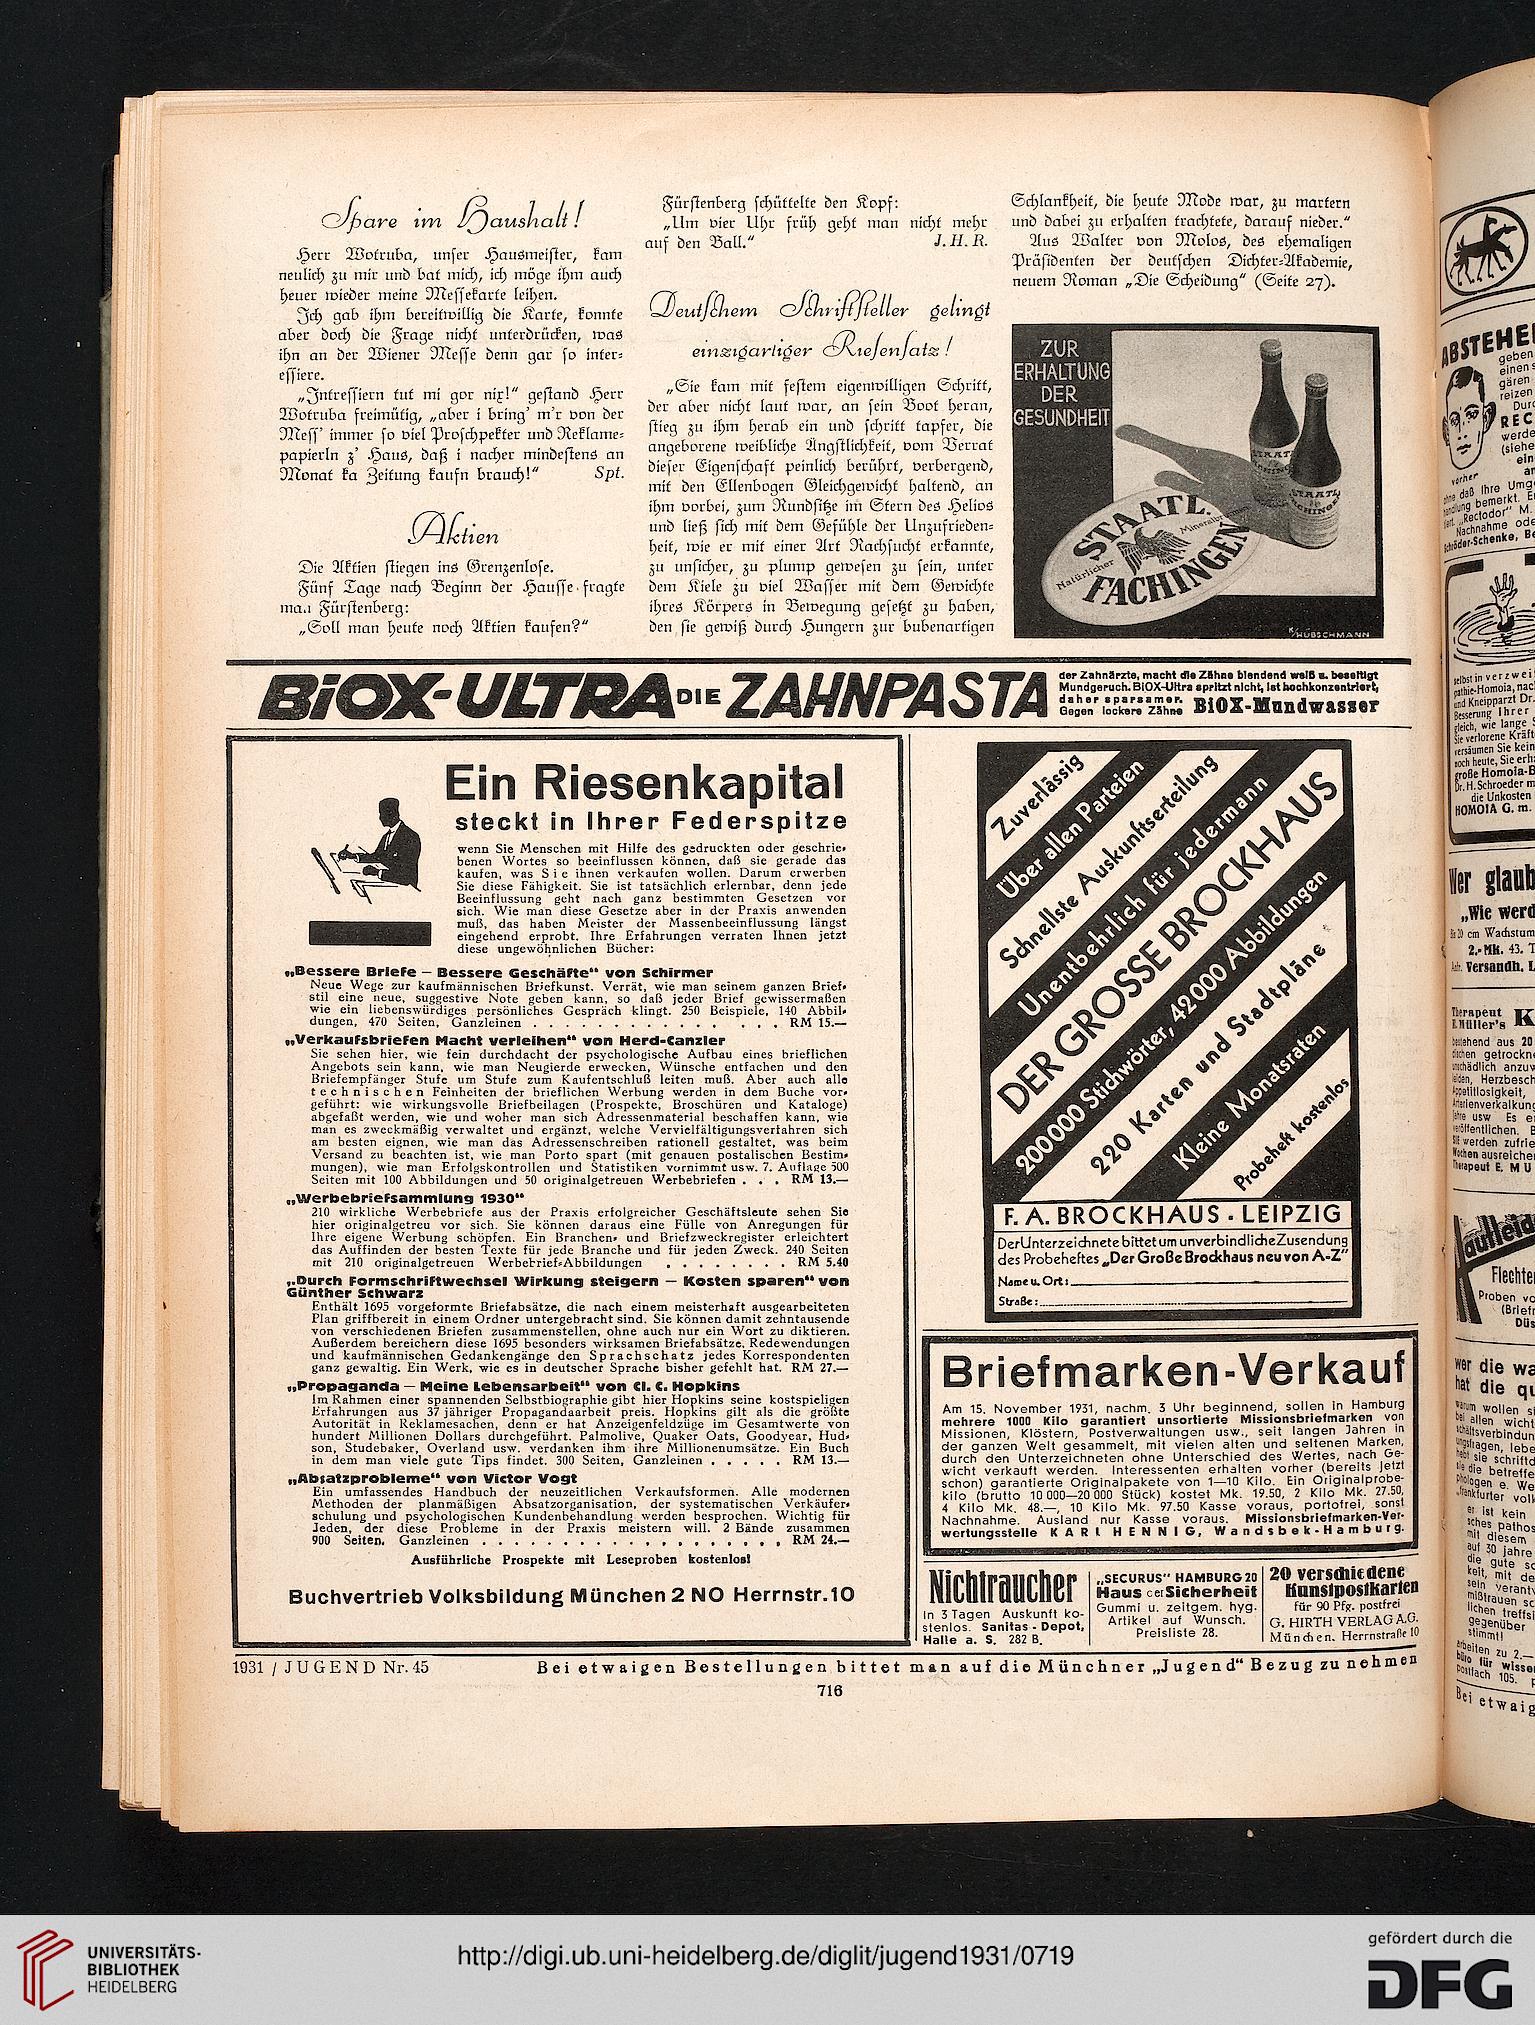 Spare im Haushalt!
Herr Wotruba, unser Hausmeister, kam
neulich zu mir und bat mich, ich möge ihm auch
heuer wieder meine Messekarte leihen.
Ich gab ihm bereitwillig die Karte, konnte
aber doch die Frage nicht unterdrücken, was
ihn an der Wiener Messe denn gar so inter-
essiere.
„Intressiern tut mi gor nix!“ gestand Herr
Wotruba freimütig, „aber i bring' m'r von der
Mess' immer so viel Proschpekter und Reklame-
papierln z' Haus, daß i nacher mindestens an
Monat ka Zeitung kaufn brauch!“ Spt.
Aktien
Die Aktien stiegen ins Grenzenlose.
Fünf Tage nach Beginn der Hausse fragte
man Fürstenberg:
„Soll man heute noch Aktien kaufen?“
Fürstenberg schüttelte den Kopf:
„Um vier Uhr früh geht man nicht mehr
auf den Ball.“ J. H. R.
Deutschem Schriftsteller gelingt
einzigartiger Riesensatz!
„Sie kam mit festem eigenwilligen Schritt,
der aber nicht laut war, an sein Boot heran,
stieg zu ihm herab ein und schritt tapfer, die
angeborene weibliche Ängstlichkeit, vom Verrat
dieser Eigenschaft peinlich berührt, verbergend,
mit den Ellenbogen Gleichgewicht haltend, an
ihm vorbei, zum Rundsitze im Stern des Helios
und ließ sich mit dem Gefühle der Unzufrieden-
heit, wie er mit einer Art Nachsucht erkannte,
zu unsicher, zu plump gewesen zu sein, unter
dem Kiele zu viel Wasser mit dem Gewichte
ihres Körpers in Bewegung gesetzt zu haben,
den sie gewiß durch Hungern zur bubenartigen
Schlankheit, die heute Mode war, zu martern
und dabei zu erhalten trachtete, darauf nieder.“
Aus Walter von Molos, des ehemaligen
Präsidenten der deutschen Dichter-Akademie,
neuem Roman „Die Scheidung“ (Seite 27).
ZUR
ERHALTUNG
DER
GESUNDHEIT
STAATL.
Natürlicher
FACHINGEN
K/HÜBSCHMANN
BiOX-ULTRA DIE ZAHNPASTA
der Zahnärzte, macht die Zähne blendend weiß u. beseitigt
Mundgeruch. BiOX-Ultra spritzt nicht, ist hochkonzentriert,
daher sparsamer.
Gegen lockere Zähne BiOX-Mundwasser
Ein Riesenkapital
steckt in Ihrer Federspitze
wenn Sie Menschen mit Hilfe des gedruckten oder geschrie-
benen Wortes so beeinflussen können, daß sie gerade das
kaufen, was Sie ihnen verkaufen wollen. Darum erwerben
Sie diese Fähigkeit. Sie ist tatsächlich erlernbar, denn jede
Beeinflussung geht nach ganz bestimmten Gesetzen vor
sich. Wie man diese Gesetze aber in der Praxis anwenden
muß, das haben Meister der Massenbeeinflussung längst
eingehend erprobt. Ihre Erfahrungen verraten Ihnen jetzt
diese ungewöhnlichen Bücher:
„Bessere Briefe — Bessere Geschäfte“ von Schirmer
Neue Wege zur kaufmännischen Briefkunst. Verrät, wie man seinem ganzen Brief-
stil eine neue, suggestive Note geben kann, so daß jeder Brief gewissermaßen
wie ein liebenswürdiges persönliches Gespräch klingt. 250 Beispiele, 140 Abbil-
dungen, 470 Seiten, Ganzleinen . . . . . . . . . . . . . . . RM 15.—
„Verkaufsbriefen Macht verleihen“ von Herd-Canzler
Sie sehen hier, wie fein durchdacht der psychologische Aufbau eines brieflichen
Angebots sein kann, wie man Neugierde erwecken, Wünsche entfachen und den
Briefempfänger Stufe um Stufe zum Kaufentschluß leiten muß. Aber auch alle
technischen Feinheiten der brieflichen Werbung werden in dem Buche vor-
geführt: wie wirkungsvolle Briefbeilagen (Prospekte, Broschüren und Kataloge)
abgefaßt werden, wie und woher man sich Adressenmaterial beschaffen kann, wie
man es zweckmäßig verwaltet und ergänzt, welche Vervielfältigungsverfahren sich
am besten eignen, wie man das Adressenschreiben rationell gestaltet, was beim
Versand zu beachten ist, wie man Porto spart (mit genauen postalischen Bestim-
mungen), wie man Erfolgskontrollen und Statistiken vornimmt usw. 7. Auflage 500
Seiten mit 100 Abbildungen und 50 originalgetreuen Werbebriefen . . . RM 13.—
„Werbebriefsammlung 1930“
210 wirkliche Werbebriefe aus der Praxis erfolgreicher Geschäftsleute sehen Sie
hier originalgetreu vor sich. Sie können daraus eine Fülle von Anregungen für
Ihre eigene Werbung schöpfen. Ein Branchen- und Briefzweckregister erleichtert
das Auffinden der besten Texte für jede Branche und für jeden Zweck. 240 Seiten
mit 210 originalgetreuen Werbebrief-Abbildungen . . . . . . . . RM 5.40
„Durch Formschriftwechsel Wirkung steigern — Kosten sparen“ von
Günther Schwarz
Enthält 1695 vorgeformte Briefabsätze, die nach einem meisterhaft ausgearbeiteten
Plan griffbereit in einem Ordner untergebracht sind. Sie können damit zehntausende
von verschiedenen Briefen zusammenstellen, ohne auch nur ein Wort zu diktieren.
Außerdem bereichern diese 1695 besonders wirksamen Briefabsätze, Redewendungen
und kaufmännischen Gedankengänge den Sprachschatz jedes Korrespondenten
ganz gewaltig. Ein Werk, wie es in deutscher Sprache bisher gefehlt hat. RM 27.—
„Propaganda — Meine Lebensarbeit“ von Cl. C. Hopkins
Im Rahmen einer spannenden Selbstbiographie gibt hier Hopkins seine kostspieligen
Erfahrungen aus 37 jähriger Propagandaarbeit preis. Hopkins gilt als die größte
Autorität in Reklamesachen, denn er hat Anzeigenfeldzüge im Gesamtwerte von
hundert Millionen Dollars durchgeführt. Palmolive, Quaker Oats, Goodyear, Hud-
son, Studebaker, Overland usw. verdanken ihm ihre Millionenumsätze. Ein Buch
in dem man viele gute Tips findet. 300 Seiten, Ganzleinen . . . . . RM 13.—
„Absatzprobleme“ von Victor Vogt
Ein umfassendes Handbuch der neuzeitlichen Verkaufsformen. Alle modernen
Methoden der planmäßigen Absatzorganisation, der systematischen Verkäufer-
schulung und psychologischen Kundenbehandlung werden besprochen. Wichtig für
Jeden, der diese Probleme in der Praxis meistern will. 2 Bände zusammen
900 Seiten. Ganzleinen . . . . . . . . . . . . . . . . . . RM 24.—
Ausführliche Prospekte mit Leseproben kostenlos!
Buchvertrieb Volksbildung München 2 NO Herrnstr. 10
Zuverlässig
Über allen Parteien
Schnellste Auskunftserteilung
Unentbehrlich für jedermann
DER GROSSE BROCKHAUS
200000 Stichwörter, 42000 Abbildungen
220 Karten und Stadtpläne
Kleine Monatsraten
Probeheft kostenlos
F. A. BROCKHAUS . LEIPZIG
Der Unterzeichnete bittet um unverbindliche Zusendung
des Probeheftes „Der Große Brockhaus neu von A-Z“
Name u. Ort:
Straße:
Briefmarken-Verkauf
Am 15. November 1931, nachm. 3 Uhr beginnend, sollen in Hamburg
mehrere 1000 Kilo garantiert unsortierte Missionsbriefmarken von
Missionen, Klöstern, Postverwaltungen usw., seit langen Jahren in
der ganzen Welt gesammelt, mit vielen alten und seltenen Marken,
durch den Unterzeichneten ohne Unterschied des Wertes, nach Ge-
wicht verkauft werden. Interessenten erhalten vorher (bereits jetzt
schon) garantierte Originalpakete von 1—10 Kilo. Ein Originalprobe-
kilo (brutto 10 000—20 000 Stück) kostet Mk. 19.50, 2 Kilo Mk. 27.50,
4 Kilo Mk. 48.—, 10 Kilo Mk. 97.50 Kasse voraus, portofrei, sonst
Nachnahme. Ausland nur Kasse voraus. Missionsbriefmarken-Ver-
wertungsstelle KARL HENNIG, Wandsbek-Hamburg.
Nichtraucher
in 3 Tagen Auskunft ko-
stenlos. Sanitas-Depot,
Halle a. S. 282 B.
„SECURUS“ HAMBURG 20
Haus der Sicherheit
Gummi u. zeitgem. hyg.
Artikel auf Wunsch.
Preisliste 28.
20 verschiedene
Kunstpostkarten
für 90 Pfg. postfrei
G. HIRTH VERLAG A.G.
München. Herrnstraße 10
1931 / JUGEND Nr. 45
Bei etwaigen Bestellungen bittet man auf die Münchner „Jugend“ Bezug zu nehmen
716
ABSTEHE
vorher
REC
HOMOIA G. m.
Wer glaub
„Wie werd
20 cm Wachstum
Versandh.
Therapeut
Müller's
bestehend aus 20
Flechte
Proben vo
(Brief
wer die wa
hat die qu
Bei etwaig
UNIVERSITÄTS-
BIBLIOTHEK
HEIDELBERG
http://digi.ub.uni-heidelberg.de/diglit/jugend1931/0719
gefördert durch die
DFG